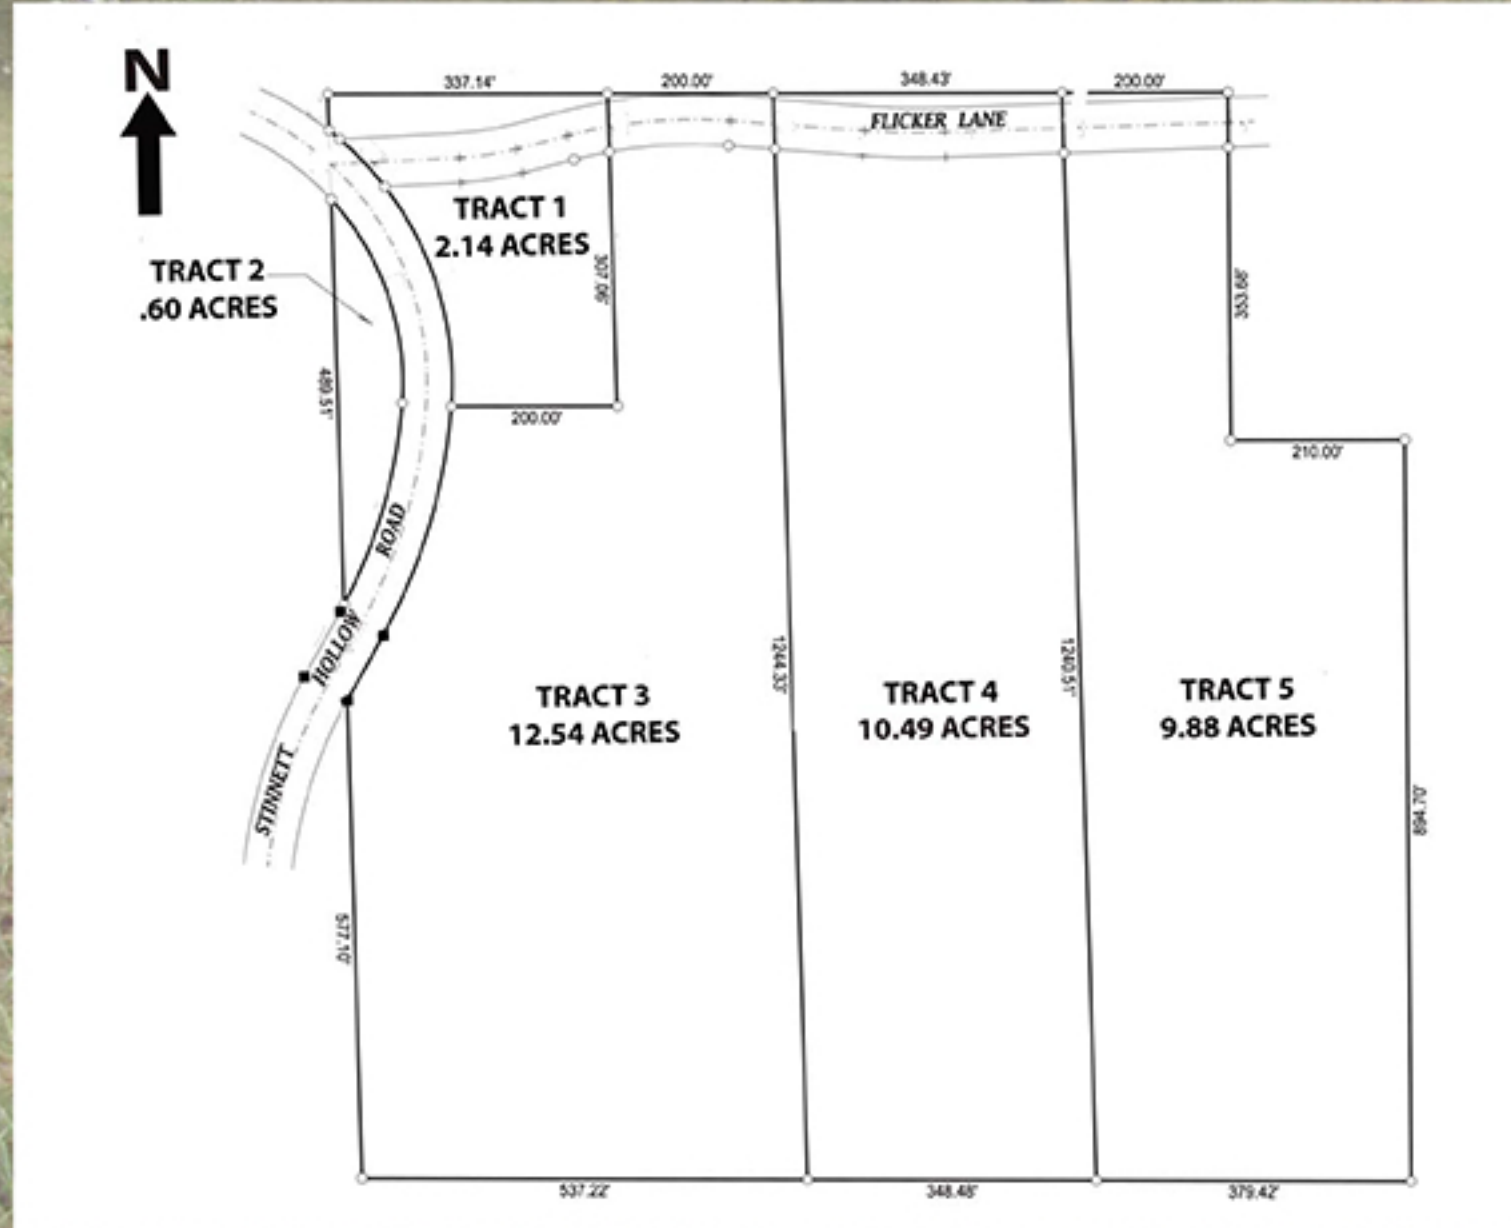 N
337.14'
200.00'
348.43'
200.00'
FLICKER LANE
TRACT 1
2.14 ACRES
TRACT 2
.60 ACRES
307.06'
353.68'
489.51'
200.00'
210.00'
ROAD
HOLLOW
STINNETT
1244.33'
1240.51'
TRACT 3
12.54 ACRES
TRACT 4
10.49 ACRES
TRACT 5
9.88 ACRES
894.70'
577.10'
537.22'
348.48'
379.42'